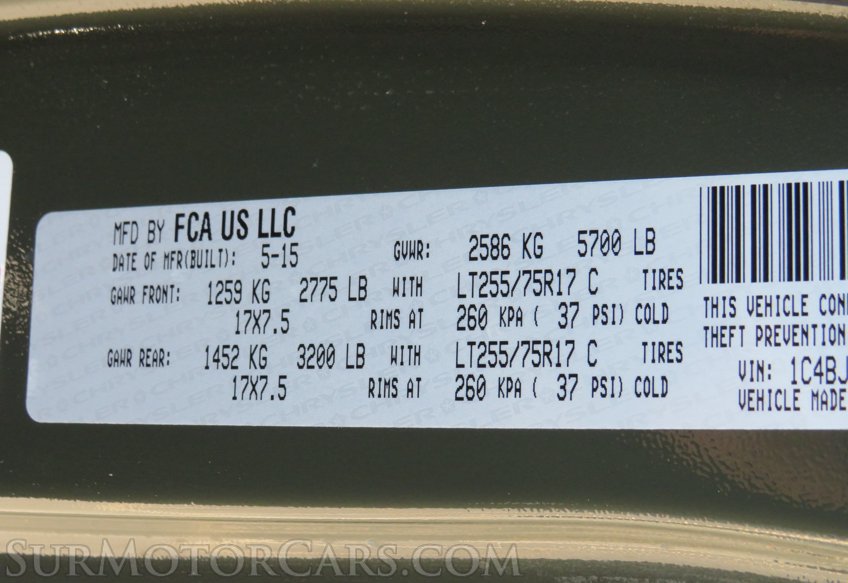 MFD BY FCA US LLC
DATE OF MFR(BUILT): 5-15 GVWR: 2586 KG 5700 LB
GAWR FRONT: 1259 KG 2775 LB WITH LT255/75R17 C TIRES
17X7.5 RIMS AT 260 KPA ( 37 PSI) COLD
GAWR REAR: 1452 KG 3200 LB WITH LT255/75R17 C TIRES
17X7.5 RIMS AT 260 KPA ( 37 PSI) COLD
THIS VEHICLE CON
THEFT PREVENTION
VIN: 1C4BJ
VEHICLE MADE
SURMOTORCARS.COM